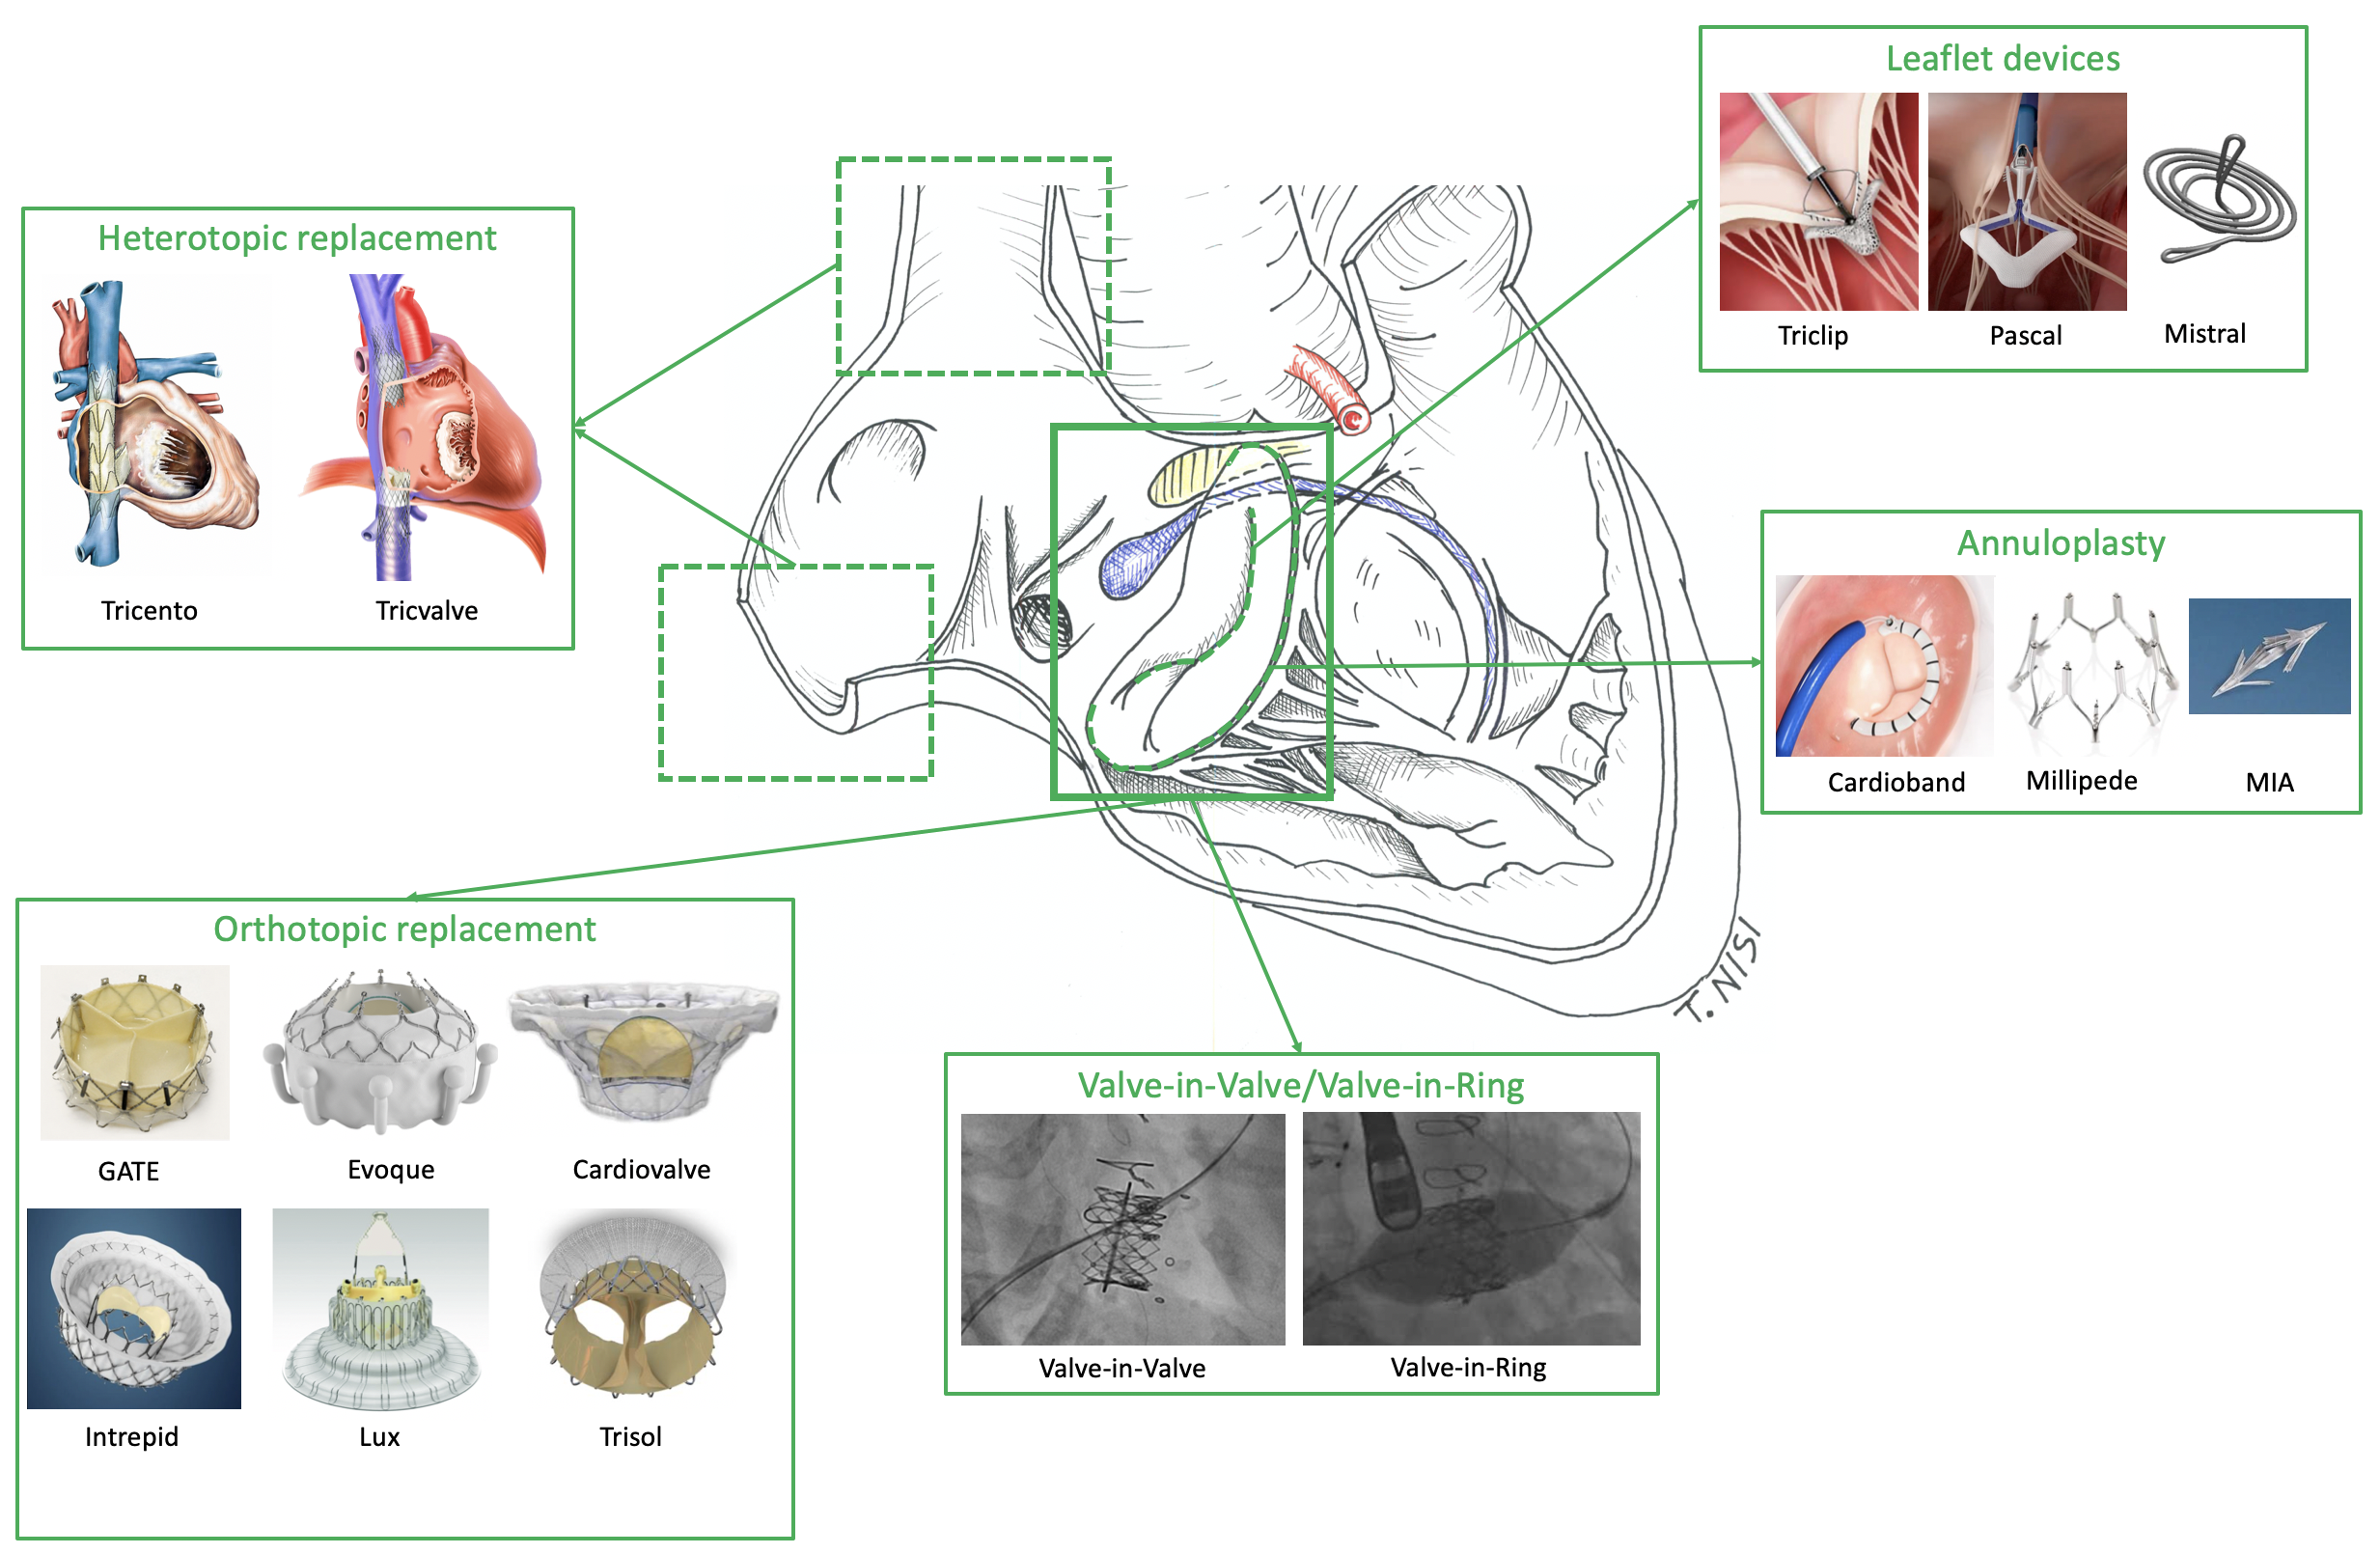 Leaflet devices
Triclip
Pascal
Mistral
Heterotopic replacement
Tricento
Tricvalve
Annuloplasty
Cardioband
Millipede
MIA
Orthotopic replacement
GATE
Evoque
Cardiovalve
Intrepid
Lux
Trisol
T. NISI
Valve-in-Valve/Valve-in-Ring
Valve-in-Valve
Valve-in-Ring